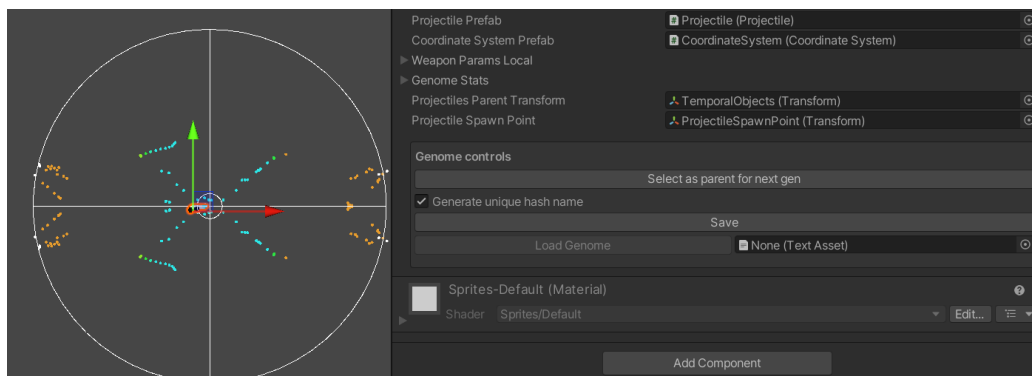 Projectile Prefab Projectile (Projectile)
Coordinate System Prefab CoordinateSystem (Coordinate System)
Weapon Params Local
Genome Stats
Projectiles Parent Transform TemporalObjects (Transform)
Projectile Spawn Point ProjectileSpawnPoint (Transform)
Genome controls
Select as parent for next gen
Generate unique hash name
Save
Load Genome None (Text Asset)
Sprites-Default (Material)
Shader Sprites/Default Edit...
Add Component